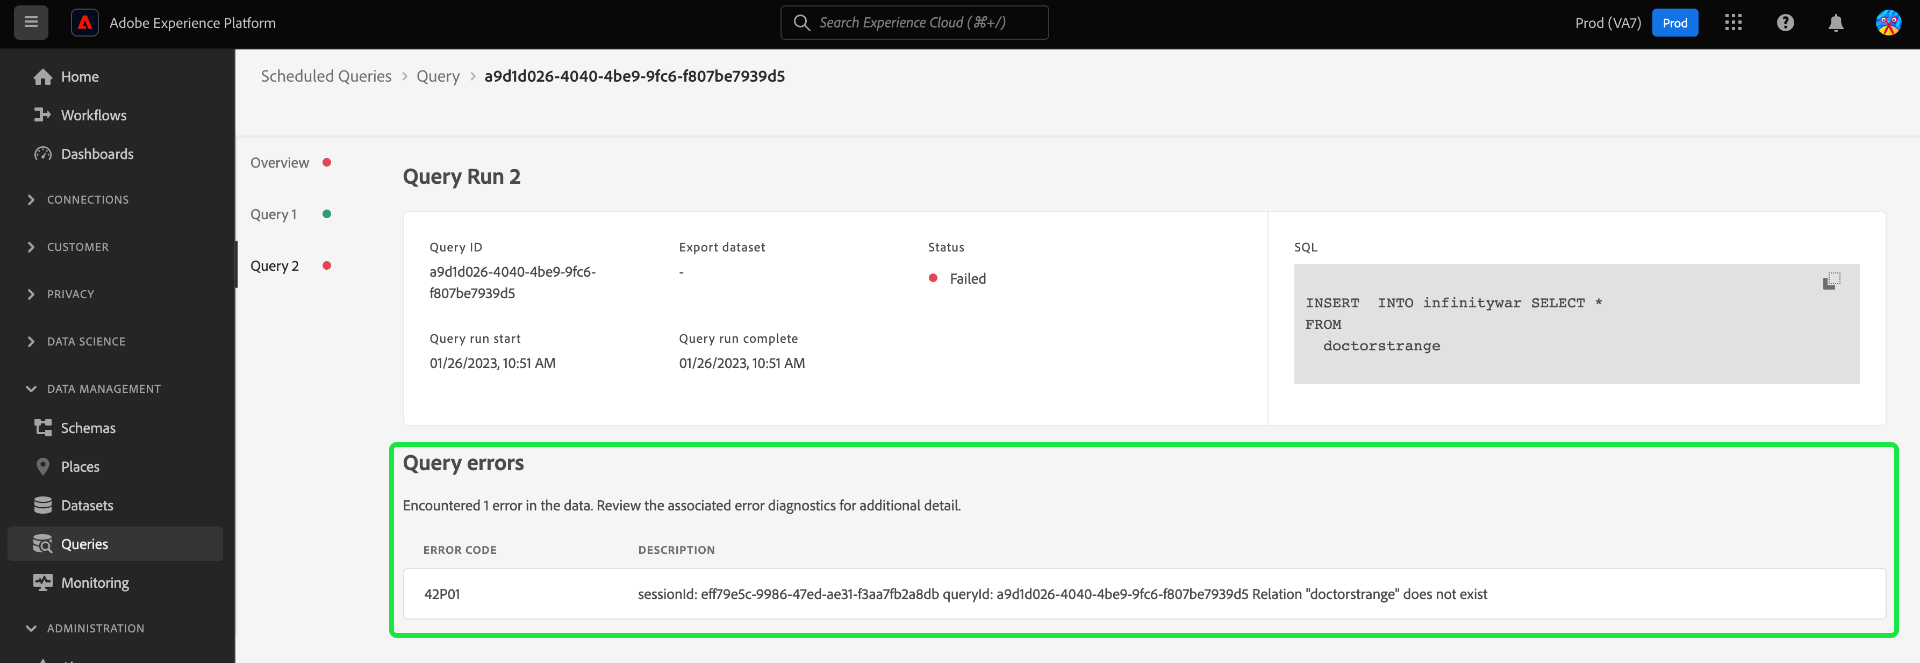 Adobe Experience Platform
Search Experience Cloud (⌘+/)
Prod (VA7)
Prod
Home
Workflows
Dashboards
CONNECTIONS
CUSTOMER
PRIVACY
DATA SCIENCE
DATA MANAGEMENT
Schemas
Places
Datasets
Queries
Monitoring
ADMINISTRATION
Scheduled Queries > Query > a9d1d026-4040-4be9-9fc6-f807be7939d5
Overview
Query 1
Query 2
Query Run 2
Query ID
a9d1d026-4040-4be9-9fc6-
f807be7939d5
Export dataset
-
Status
Failed
Query run start
01/26/2023, 10:51 AM
Query run complete
01/26/2023, 10:51 AM
SQL
INSERT  INTO infinitywar SELECT *
FROM
  doctorstrange
Query errors
Encountered 1 error in the data. Review the associated error diagnostics for additional detail.
ERROR CODE DESCRIPTION
42P01 sessionId: eff79e5c-9986-47ed-ae31-f3aa7fb2a8db queryId: a9d1d026-4040-4be9-9fc6-f807be7939d5 Relation "doctorstrange" does not exist